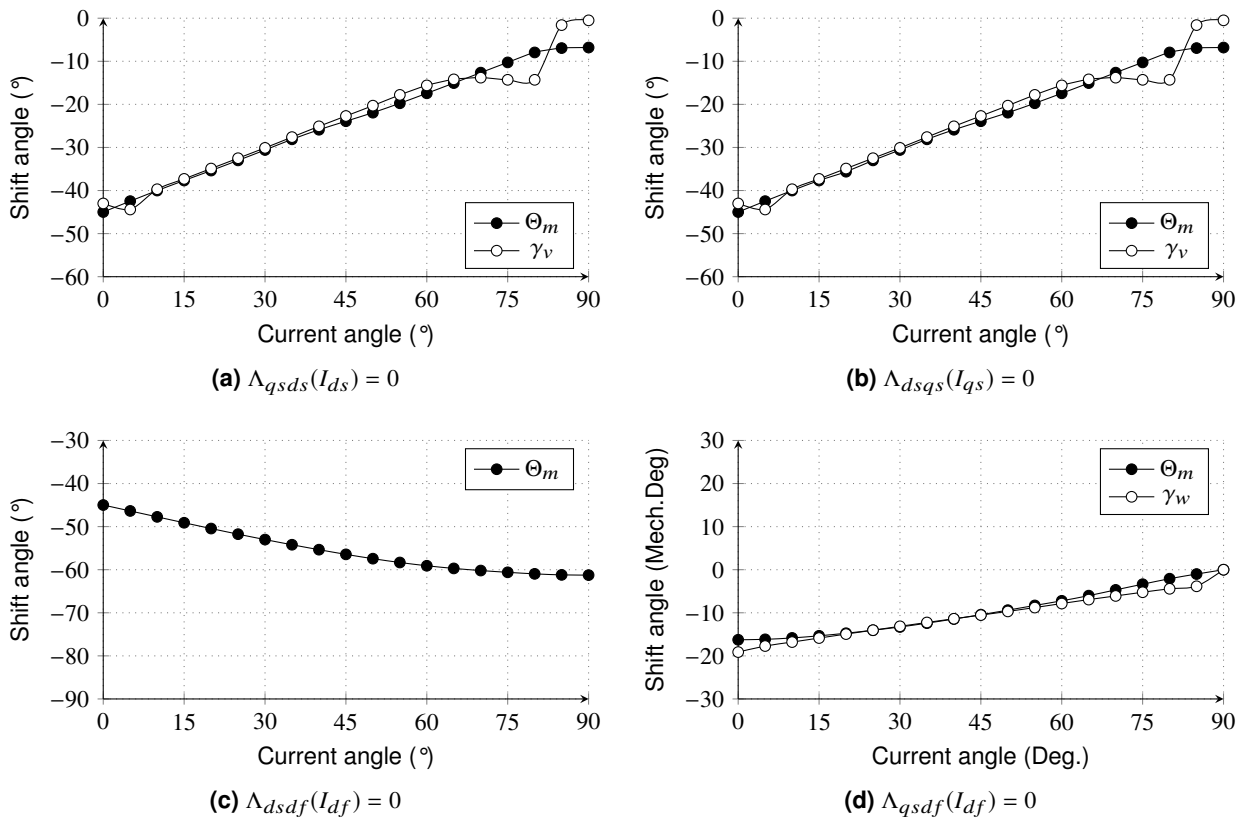 0
−10
−20
−30
−40
−50
−60
Shift angle (°)
Θm
γv
0 15 30 45 60 75 90
Current angle (°)
(a) Λqsds(Ids) = 0
0
−10
−20
−30
−40
−50
−60
Shift angle (°)
Θm
γv
0 15 30 45 60 75 90
Current angle (°)
(b) Λdsqs(Iqs) = 0
−30
−40
−50
−60
−70
−80
−90
Shift angle (°)
Θm
0 15 30 45 60 75 90
Current angle (°)
(c) Λdsdf(Idf) = 0
30
20
10
0
−10
−20
−30
Shift angle (Mech.Deg)
Θm
γw
0 15 30 45 60 75 90
Current angle (Deg.)
(d) Λqsdf(Idf) = 0